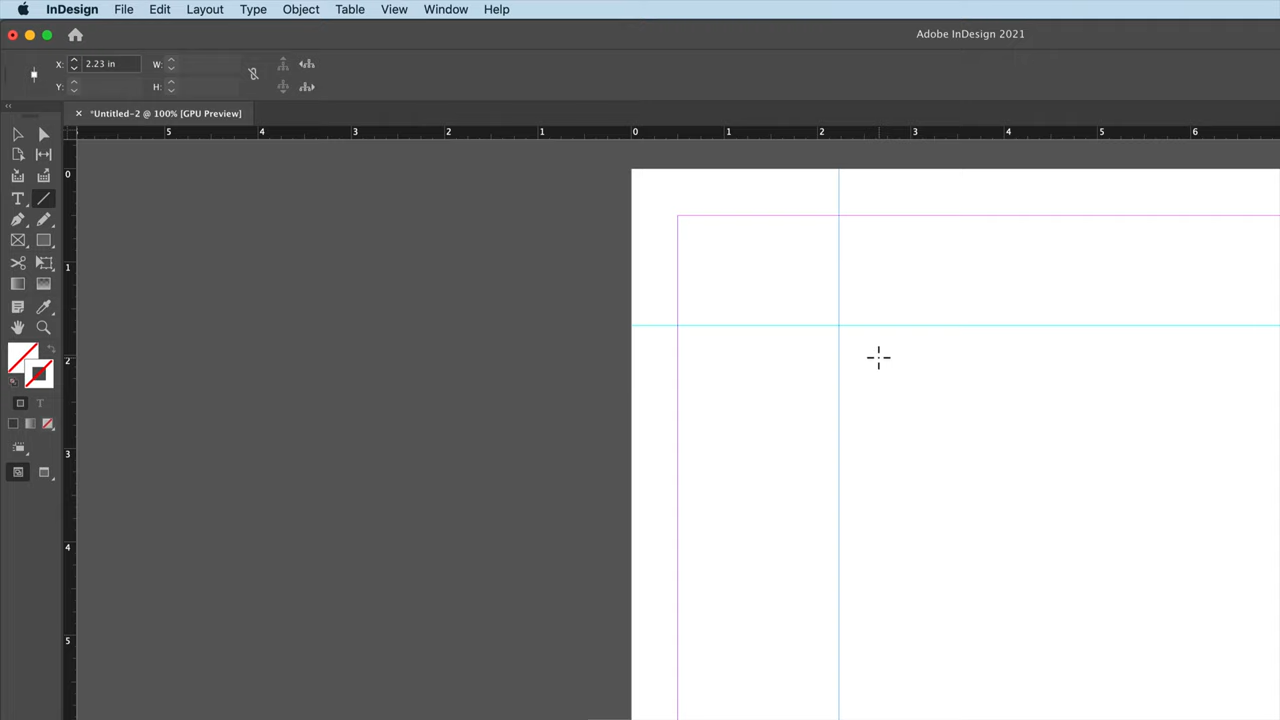 InDesign File Edit Layout Type Object Table View Window Help
Adobe InDesign 2021
X: 2.23 in W:
Y: H:
*Untitled-2 @ 100% [GPU Preview]
5 4 3 2 1 0 1 2 3 4 5 6
0
1
2
3
4
5